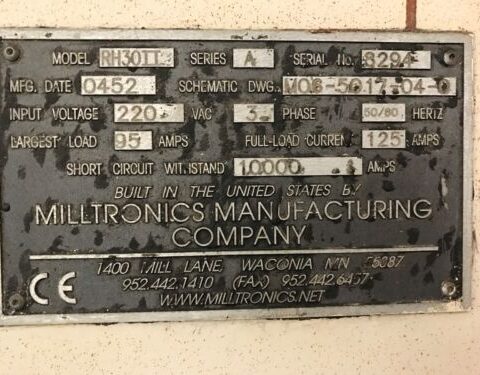 MODEL RH30II SERIES A SERIAL No. 8294
MFG. DATE 0452 SCHEMATIC DWG. M06-5017-04-0
INPUT VOLTAGE 220 VAC 3 PHASE 50/60 HERTZ
LARGEST LOAD 95 AMPS FULL-LOAD CURRENT 125 AMPS
SHORT CIRCUIT WITHSTAND 10000 AMPS
BUILT IN THE UNITED STATES BY
MILLTRONICS MANUFACTURING
COMPANY
1400 MILL LANE, WACONIA MN 55387
952.442.1410 (FAX) 952.442.6457
WWW.MILLTRONICS.NET
CE